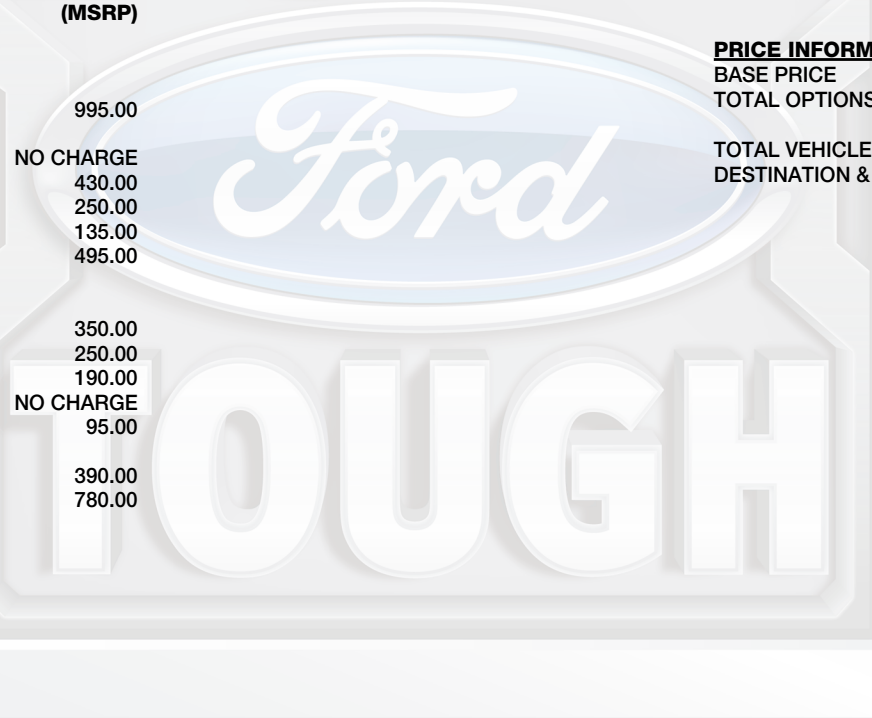 (MSRP)
995.00
NO CHARGE
430.00
250.00
135.00
495.00
350.00
250.00
190.00
NO CHARGE
95.00
390.00
780.00
PRICE INFORM
BASE PRICE
TOTAL OPTIONS
TOTAL VEHICLE
DESTINATION &
Ford
TOUGH